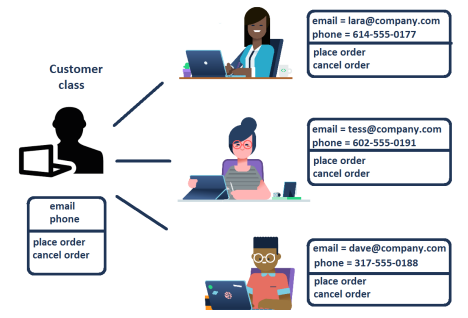 Customer
class
email
phone
place order
cancel order
email = lara@company.com
phone = 614-555-0177
place order
cancel order
email = tess@company.com
phone = 602-555-0191
place order
cancel order
email = dave@company.com
phone = 317-555-0188
place order
cancel order